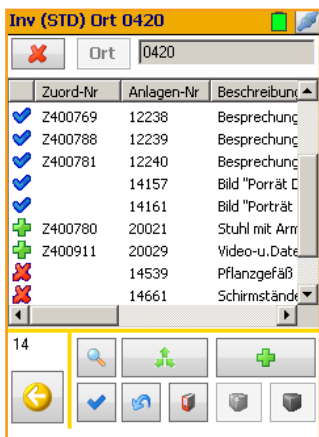 Inv (STD) Ort 0420
Ort 0420
Zuord-Nr Anlagen-Nr Beschreibung
Z400769 12238 Besprechung
Z400788 12239 Besprechung
Z400781 12240 Besprechung
14157 Bild "Porrät D
14161 Bild "Porträt
Z400780 20021 Stuhl mit Arm
Z400911 20029 Video-u.Date
14539 Pflanzgefäß
14661 Schirmstände
14